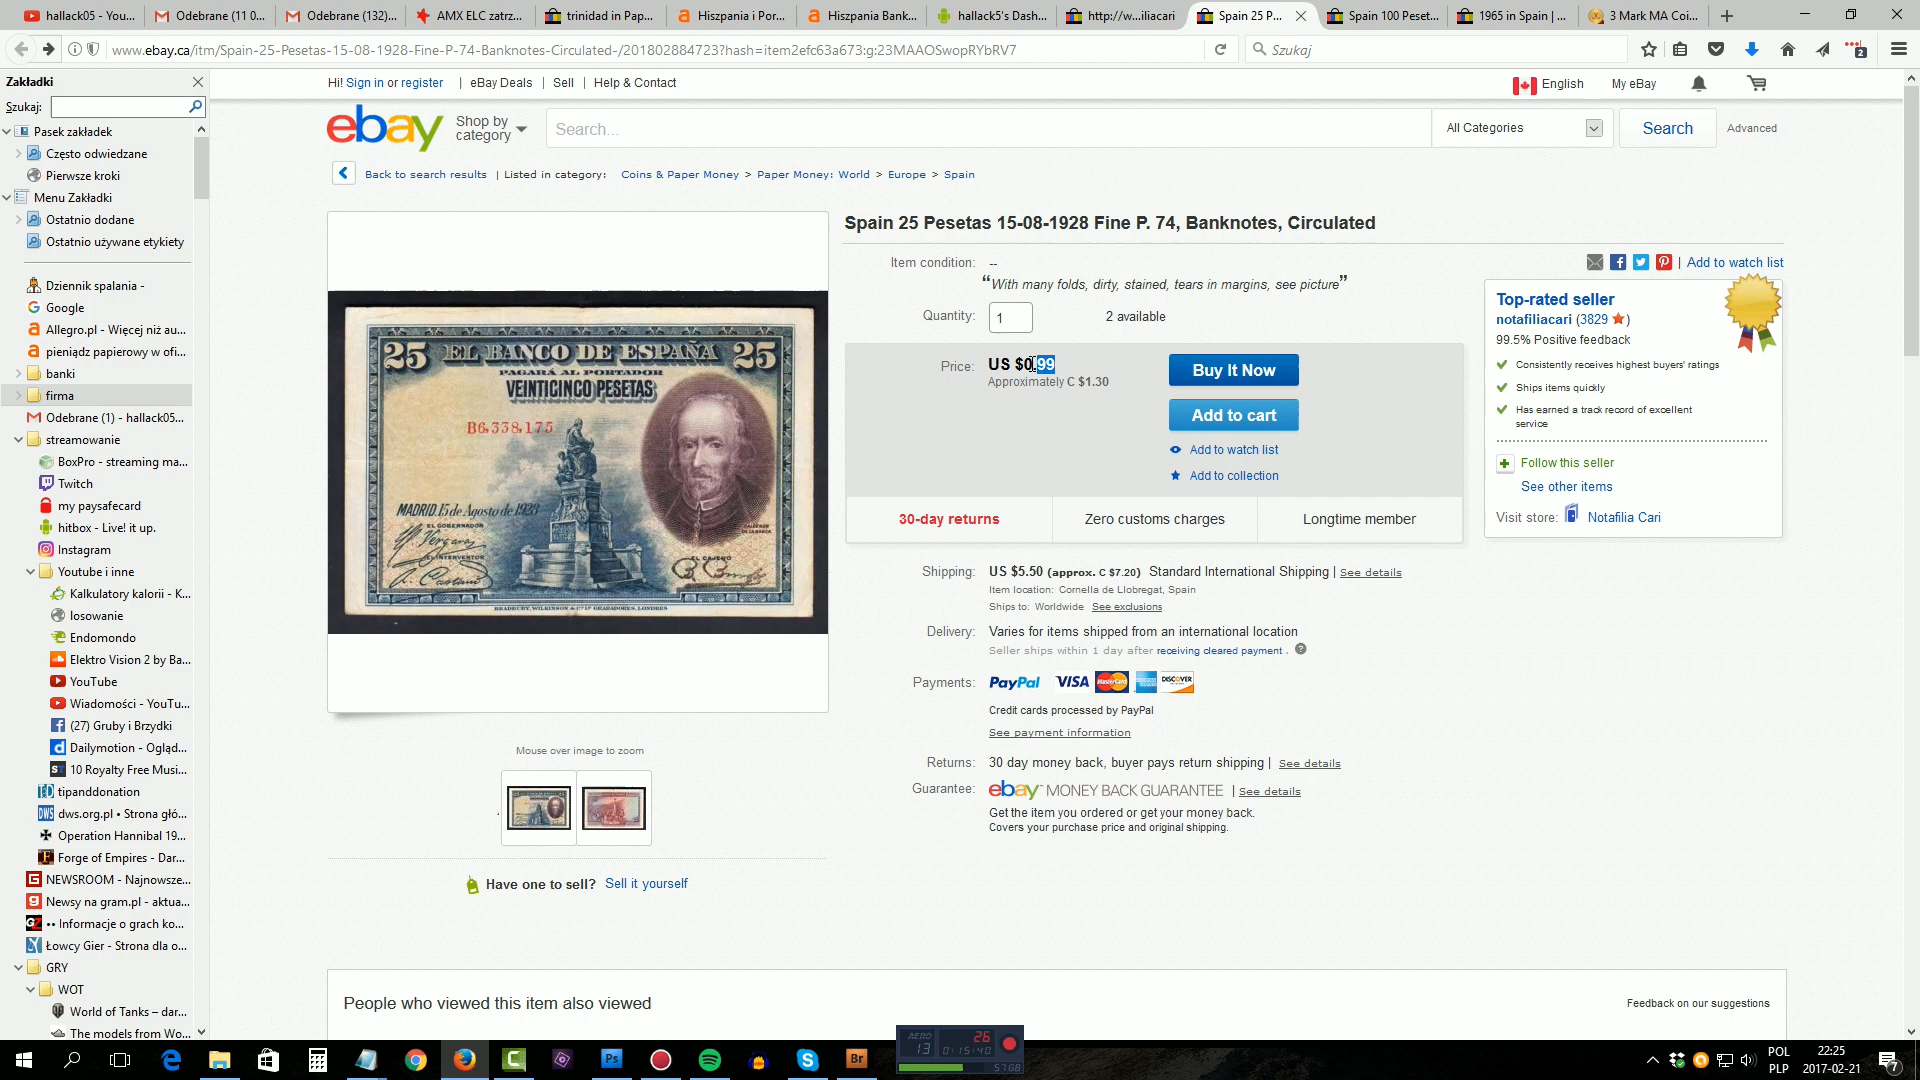 hallack05 - You...
Odebrane (11 0...
Odebrane (132)...
AMX ELC zatrz...
trinidad in Pap...
Hiszpania i Por...
Hiszpania Bank...
hallack5's Dash...
http://w...iliacari
Spain 25 P...
Spain 100 Peset...
1965 in Spain | ...
3 Mark MA Coi...
www.ebay.ca/itm/Spain-25-Pesetas-15-08-1928-Fine-P-74-Banknotes-Circulated-/201802884723?hash=item2efc63a673:g:23MAAOSwopRYbRV7
Szukaj
Zakładki
Szukaj:
Pasek zakładek
Często odwiedzane
Pierwsze kroki
Menu Zakładki
Ostatnio dodane
Ostatnio używane etykiety
Dziennik spalania -
Google
Allegro.pl - Więcej niż au...
pieniądz papierowy w ofi...
banki
firma
Odebrane (1) - hallack05...
streamowanie
BoxPro - streaming ma...
Twitch
my paysafecard
hitbox - Live! it up.
Instagram
Youtube i inne
Kalkulatory kalorii - K...
losowanie
Endomondo
Elektro Vision 2 by Ba...
YouTube
Wiadomości - YouTu...
(27) Gruby i Brzydki
Dailymotion - Ogląd...
10 Royalty Free Musi...
tipanddonation
dws.org.pl • Strona głó...
Operation Hannibal 19...
Forge of Empires - Dar...
NEWSROOM - Najnowsze...
Newsy na gram.pl - aktua...
•• Informacje o grach ko...
Łowcy Gier - Strona dla o...
GRY
WOT
World of Tanks – dar...
The models from Wo...
Hi! Sign in or register | eBay Deals | Sell | Help & Contact
English
My eBay
ebay
Shop by category
Search...
All Categories
Search
Advanced
Back to search results | Listed in category: Coins & Paper Money > Paper Money: World > Europe > Spain
25 EL BANCO DE ESPAÑA 25
PAGARÁ AL PORTADOR
VEINTICINCO PESETAS
B6,338,175
MADRID, 15 de Agosto de 1928
EL GOBERNADOR
EL INTERVENTOR
EL CAJERO
BRADBURY, WILKINSON & Cª Lª GRABADORES, LONDRES
Mouse over image to zoom
Have one to sell? Sell it yourself
Spain 25 Pesetas 15-08-1928 Fine P. 74, Banknotes, Circulated
Item condition: --
“With many folds, dirty, stained, tears in margins, see picture”
Quantity: 1 2 available
Price: US $0.99
Approximately C $1.30
Buy It Now
Add to cart
Add to watch list
Add to collection
30-day returns
Zero customs charges
Longtime member
Shipping: US $5.50 (approx. C $7.20) Standard International Shipping | See details
Item location: Cornella de Llobregat, Spain
Ships to: Worldwide See exclusions
Delivery: Varies for items shipped from an international location
Seller ships within 1 day after receiving cleared payment . ?
Payments: PayPal VISA MasterCard DISCOVER
Credit cards processed by PayPal
See payment information
Returns: 30 day money back, buyer pays return shipping | See details
Guarantee: ebay MONEY BACK GUARANTEE | See details
Get the item you ordered or get your money back.
Covers your purchase price and original shipping.
| Add to watch list
Top-rated seller
notafiliacari (3829 )
99.5% Positive feedback
Consistently receives highest buyers' ratings
Ships items quickly
Has earned a track record of excellent service
Follow this seller
See other items
Visit store: Notafilia Cari
People who viewed this item also viewed
Feedback on our suggestions
AERO
13
26
0:15:40
57GB
Ps
Br
POL
PLP
22:25
2017-02-21
7